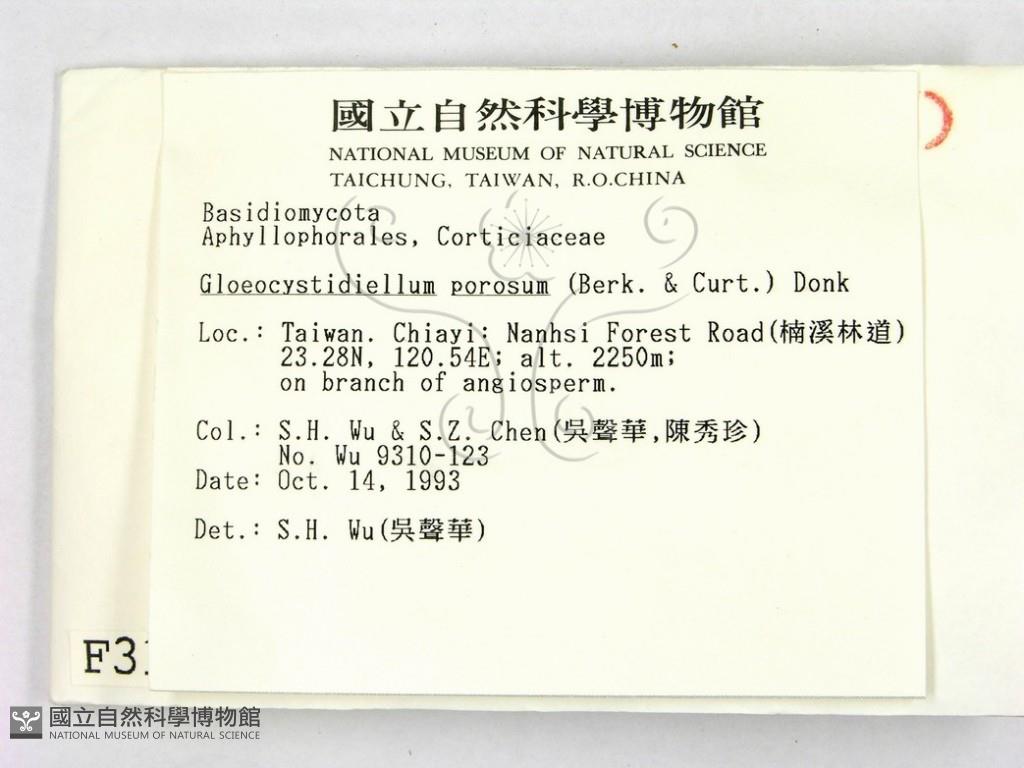 國立自然科學博物館
NATIONAL MUSEUM OF NATURAL SCIENCE
TAICHUNG, TAIWAN, R.O.CHINA
Basidiomycota
Aphyllophorales, Corticiaceae
Gloeocystidiellum porosum (Berk. & Curt.) Donk
Loc.: Taiwan. Chiayi: Nanhsi Forest Road(楠溪林道)
23.28N, 120.54E; alt. 2250m;
on branch of angiosperm.
Col.: S.H. Wu & S.Z. Chen(吳聲華,陳秀珍)
No. Wu 9310-123
Date: Oct. 14, 1993
Det.: S.H. Wu(吳聲華)
國立自然科學博物館
NATIONAL MUSEUM OF NATURAL SCIENCE